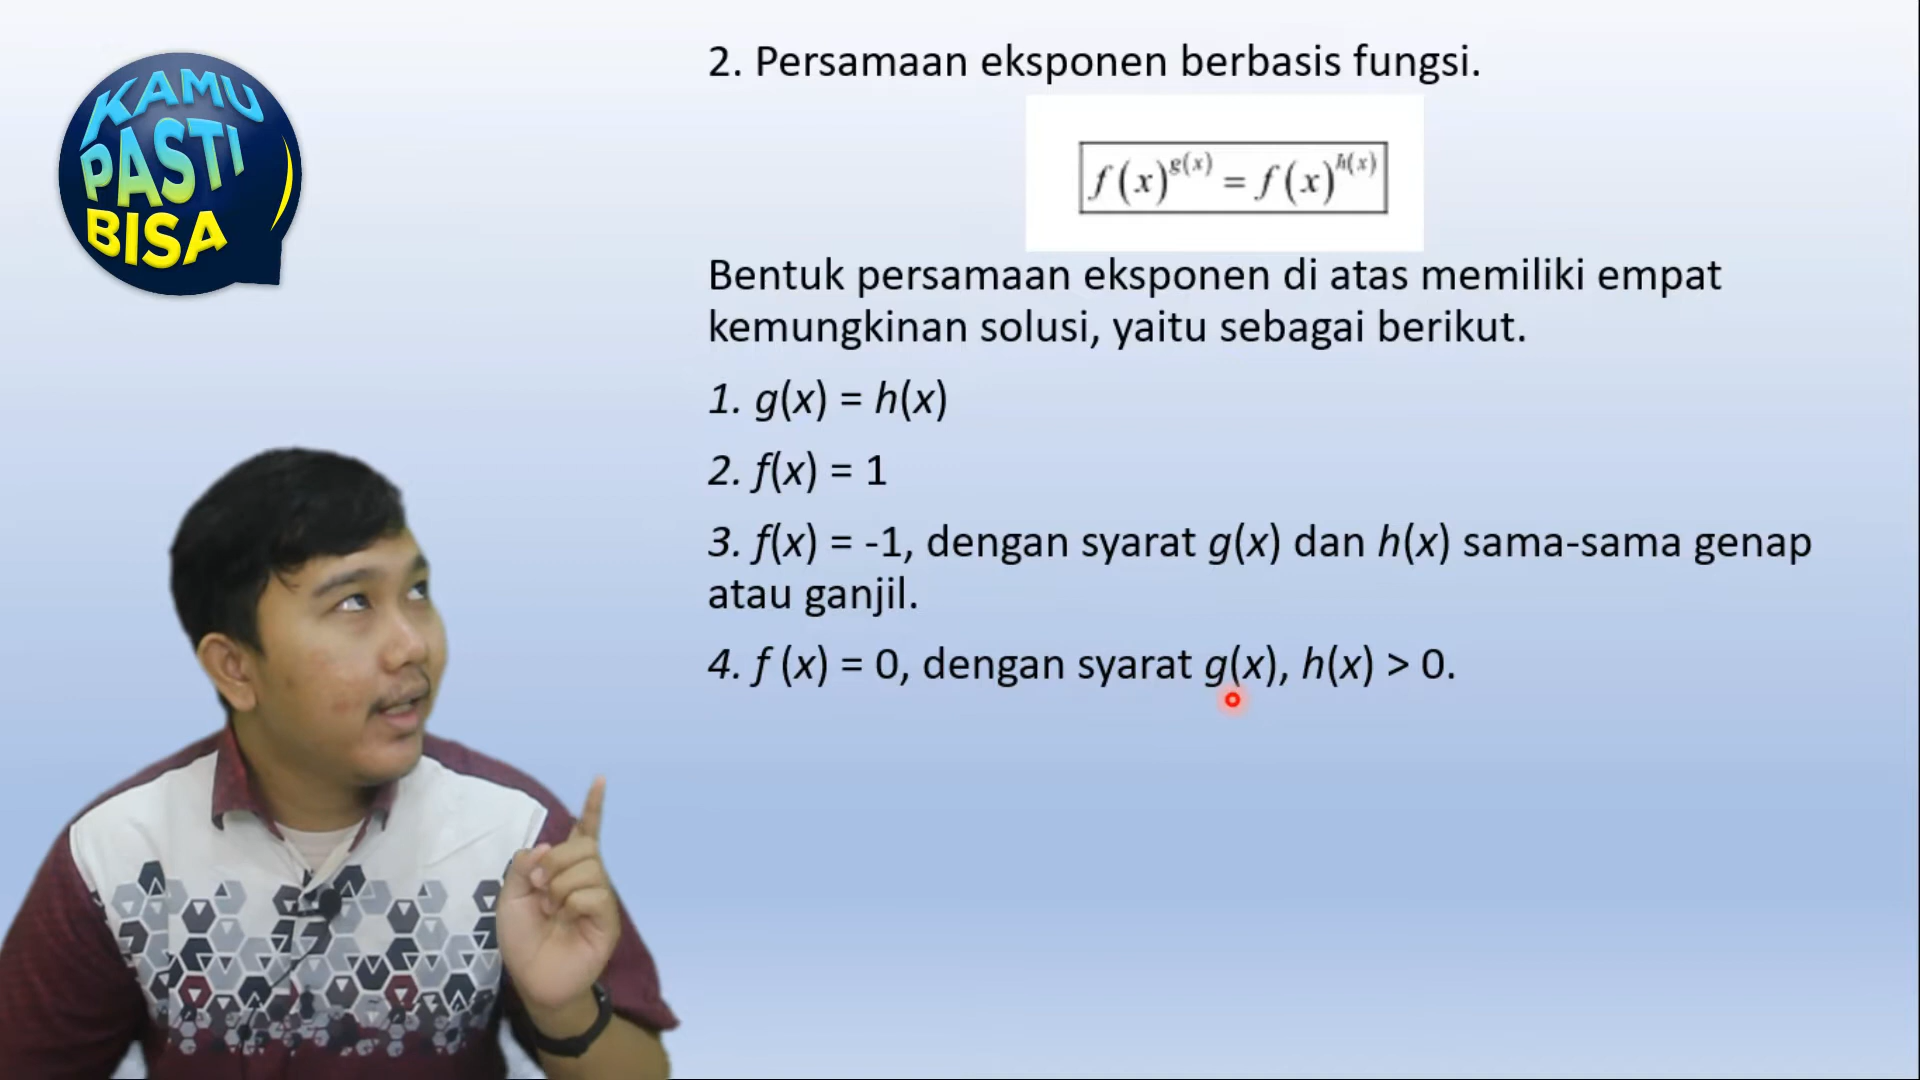 KAMU
PASTI
BISA
2. Persamaan eksponen berbasis fungsi.
f(x)^{g(x)} = f(x)^{h(x)}
Bentuk persamaan eksponen di atas memiliki empat
kemungkinan solusi, yaitu sebagai berikut.
1. g(x) = h(x)
2. f(x) = 1
3. f(x) = -1, dengan syarat g(x) dan h(x) sama-sama genap
atau ganjil.
4. f (x) = 0, dengan syarat g(x), h(x) > 0.